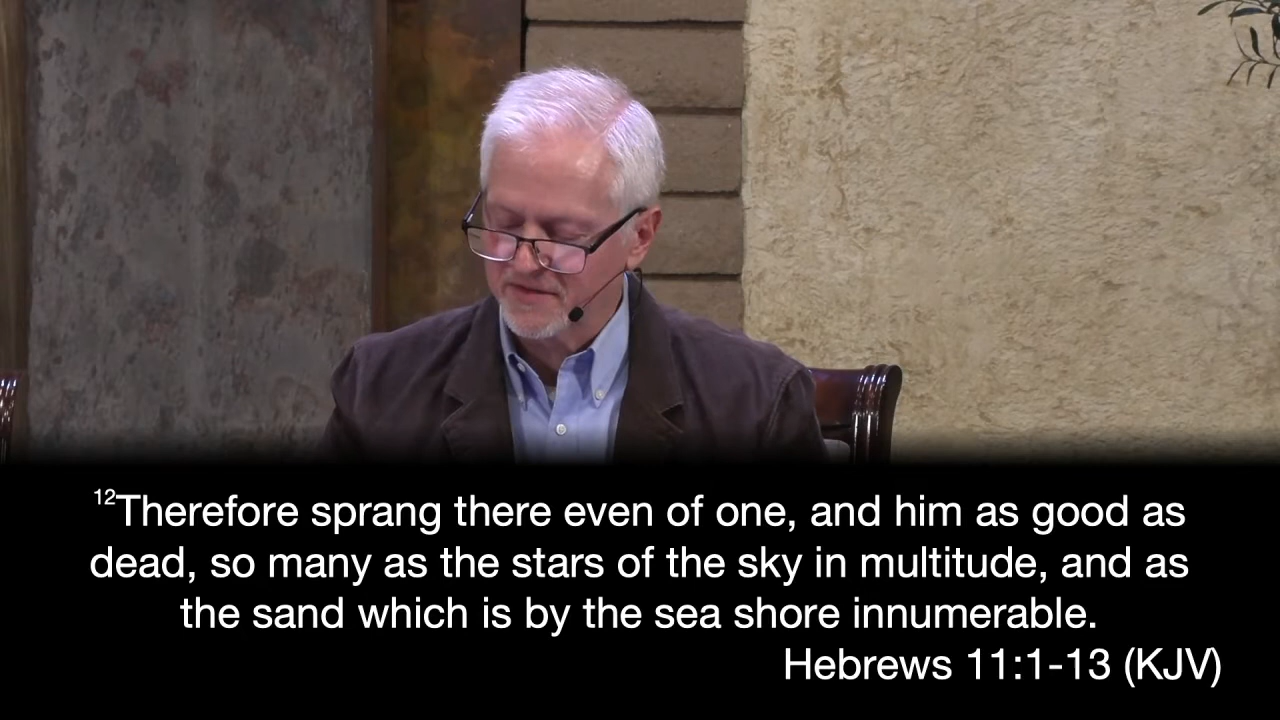 12Therefore sprang there even of one, and him as good as
dead, so many as the stars of the sky in multitude, and as
the sand which is by the sea shore innumerable.
Hebrews 11:1-13 (KJV)